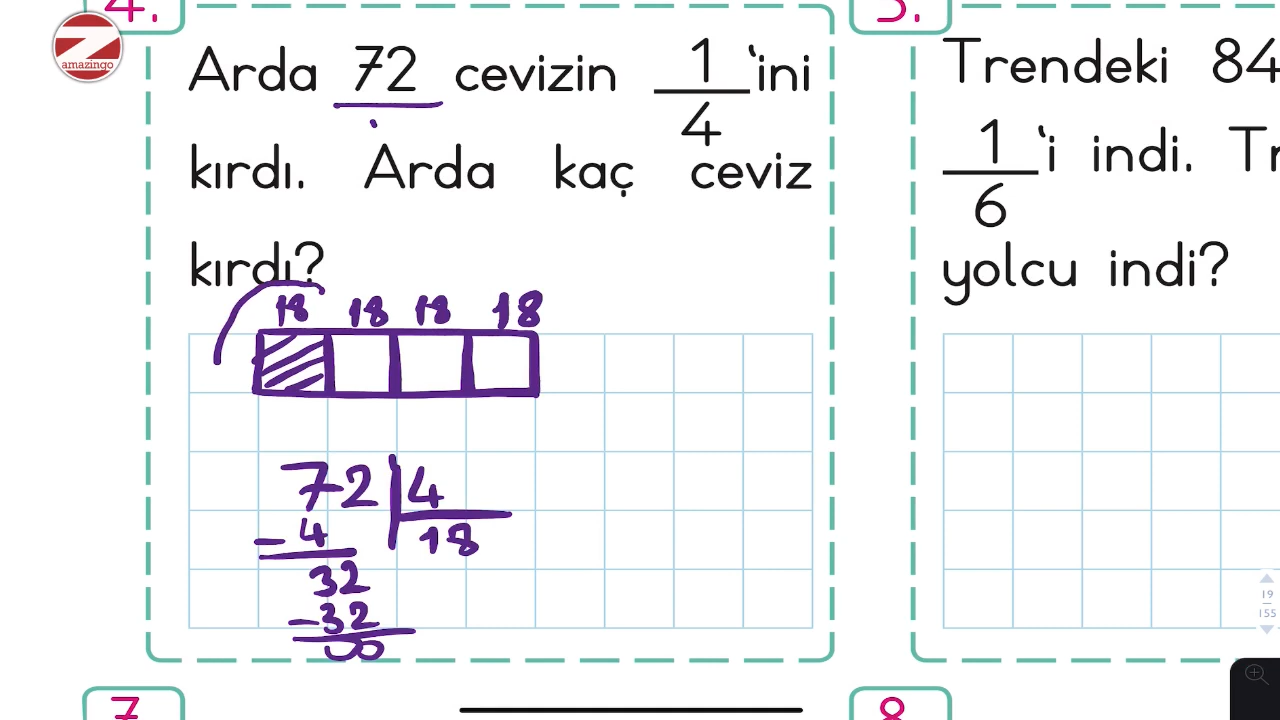 4.
amazingo
Arda 72 cevizin 1/4 'ini
kırdı. Arda kaç ceviz
kırdı?
18 18 18 18
72 4
- 4 18
32
- 32
00
5.
Trendeki 84
1/6 'i indi. Tr
yolcu indi?
19
155
7
8